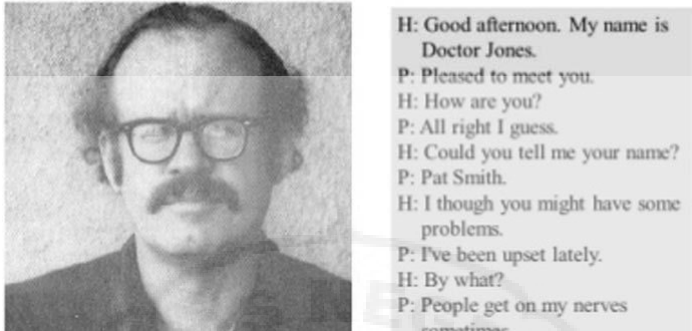 H: Good afternoon. My name is
Doctor Jones.
P: Pleased to meet you.
H: How are you?
P: All right I guess.
H: Could you tell me your name?
P: Pat Smith.
H: I though you might have some
problems.
P: I've been upset lately.
H: By what?
P: People get on my nerves
sometimes